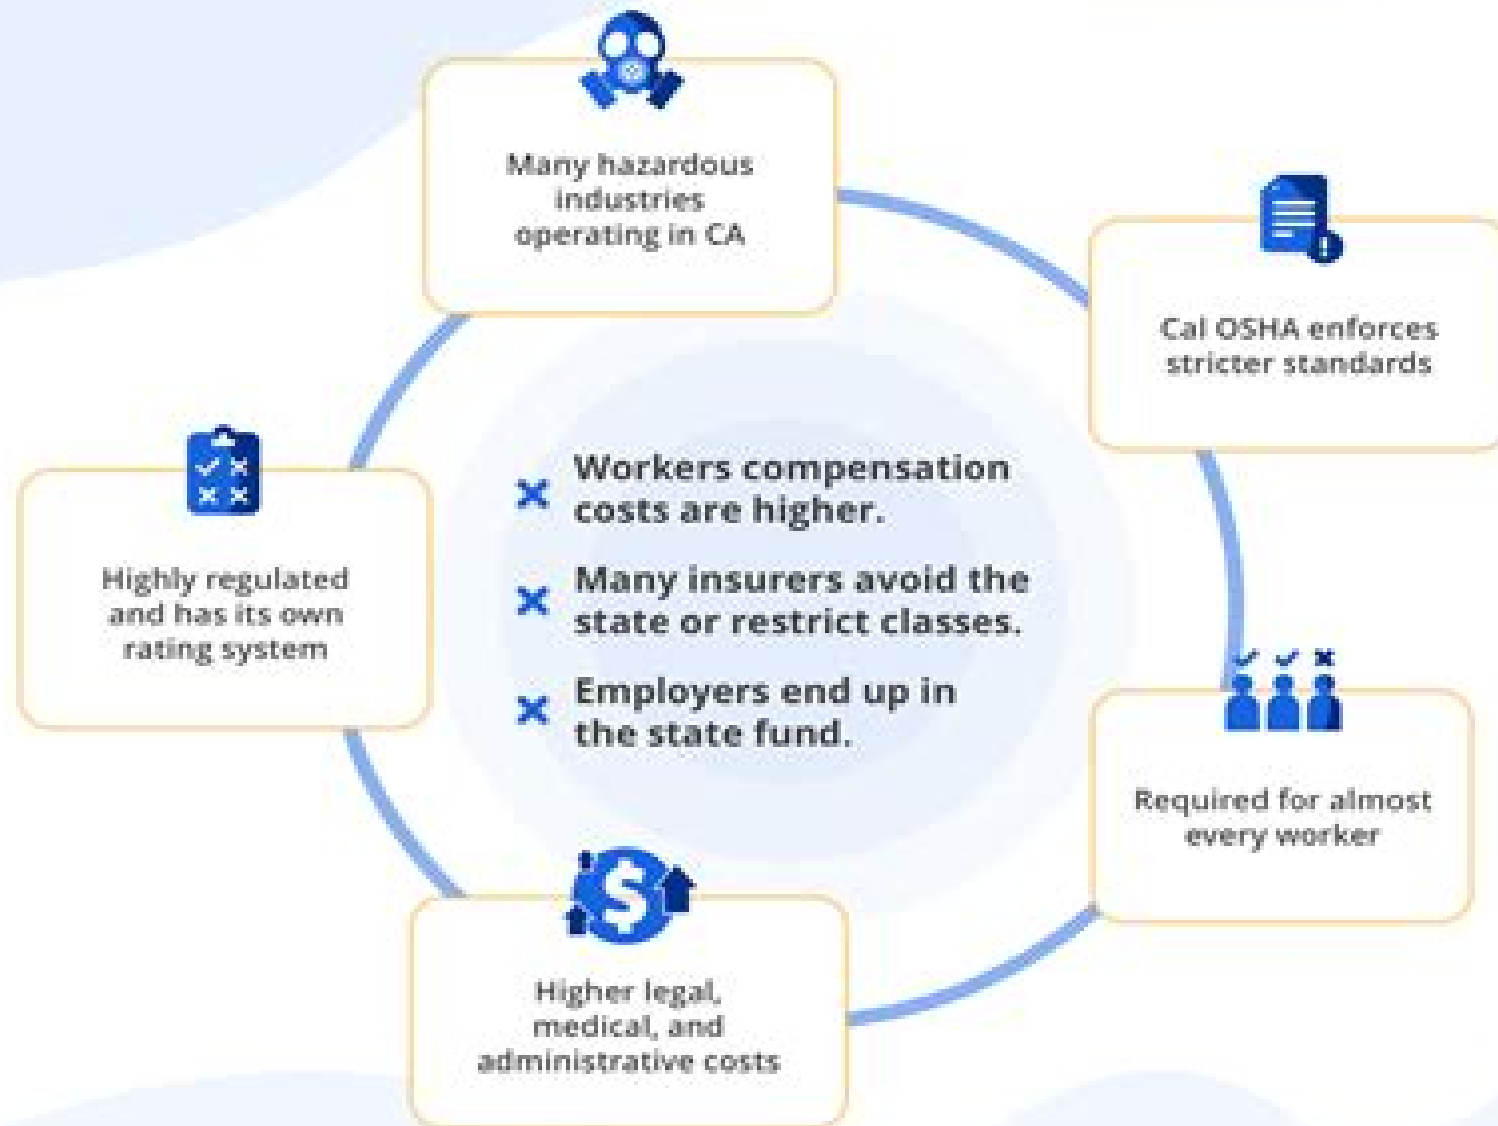 Many hazardous
industries
operating in CA
Cal OSHA enforces
stricter standards
Workers compensation
costs are higher.
Many insurers avoid the
state or restrict classes.
Employers end up in
the state fund.
Highly regulated
and has its own
rating system
Required for almost
every worker
Higher legal,
medical, and
administrative costs